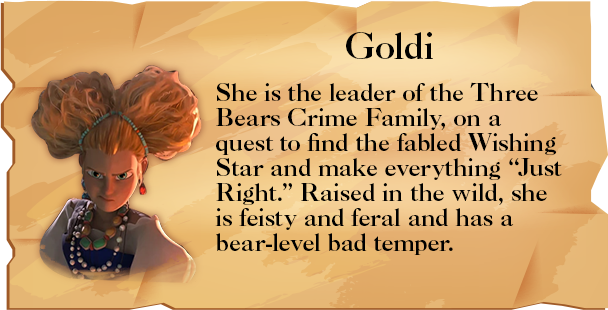 Goldi
She is the leader of the Three
Bears Crime Family, on a
quest to find the fabled Wishing
Star and make everything “Just
Right.” Raised in the wild, she
is feisty and feral and has a
bear-level bad temper.